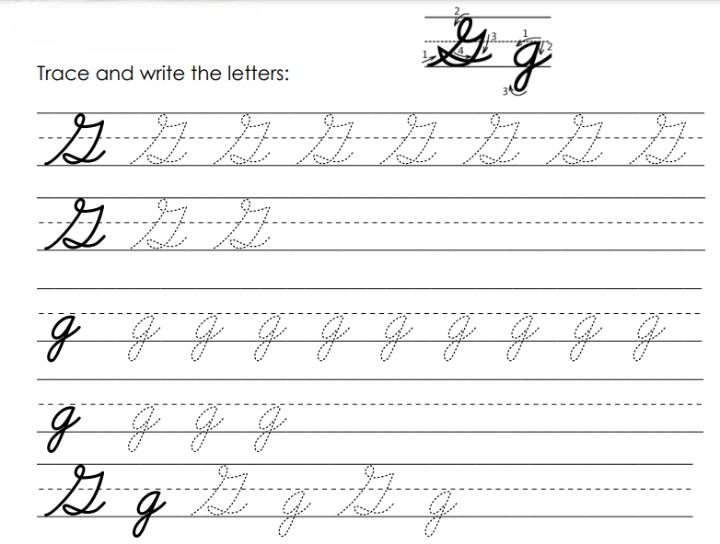 2 3 1 2
1 4
G g
3
Trace and write the letters:
G G G G G G G G
G G G
g g g g g g g g g g
g g g g
G g G g G g